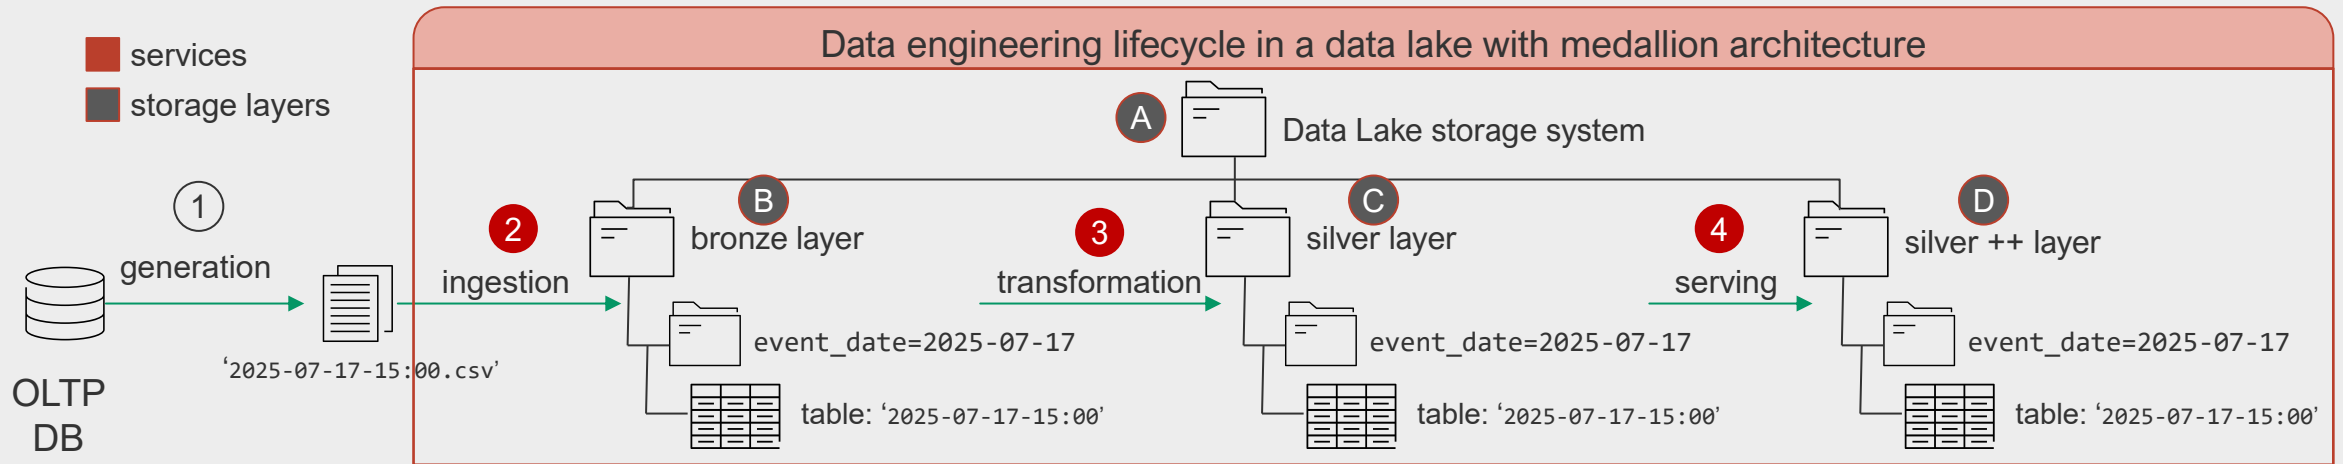 services
storage layers
Data engineering lifecycle in a data lake with medallion architecture
A
Data Lake storage system
1
generation
OLTP
DB
‘2025-07-17-15:00.csv’
2
ingestion
B
bronze layer
event_date=2025-07-17
table: ‘2025-07-17-15:00’
3
transformation
C
silver layer
event_date=2025-07-17
table: ‘2025-07-17-15:00’
4
serving
D
silver ++ layer
event_date=2025-07-17
table: ‘2025-07-17-15:00’